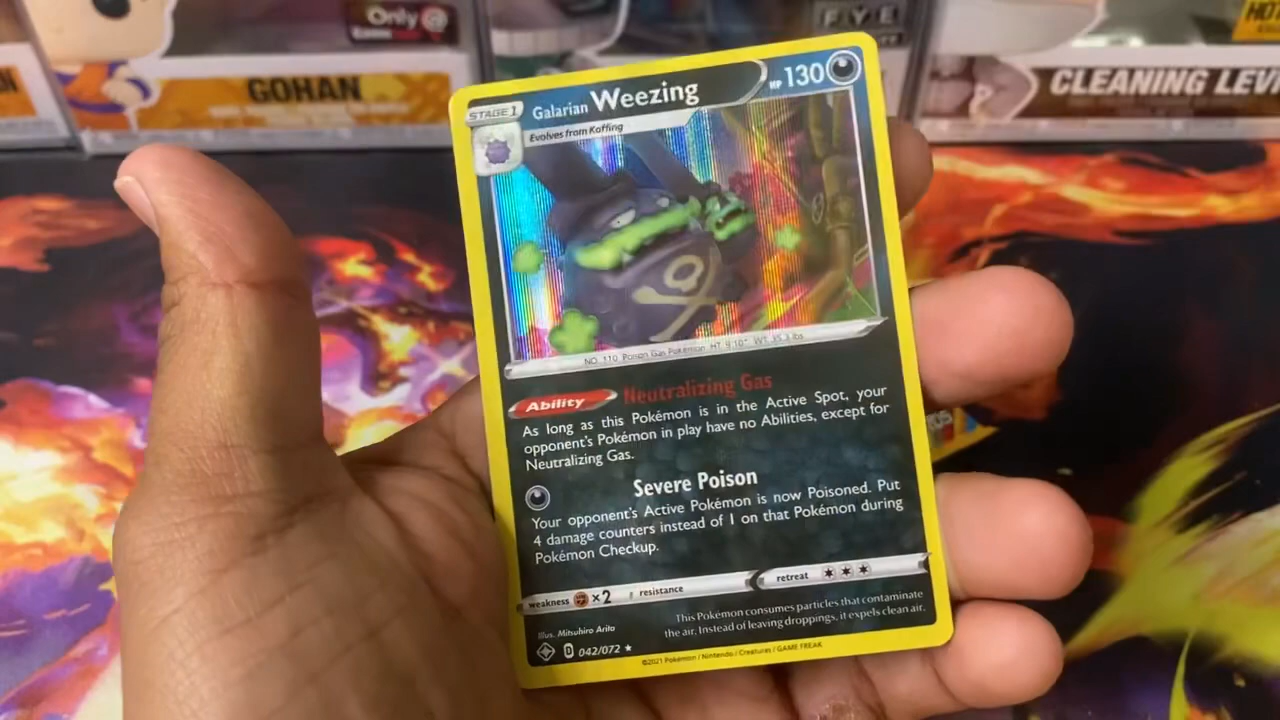 Only @
GOHAN
FYE
HOT
CLEANING LEVI
STAGE 1
Galarian Weezing
HP 130
Evolves from Koffing
NO. 110 Poison Gas Pokémon HT: 9'10" WT: 35.3 lbs
Ability Neutralizing Gas
As long as this Pokémon is in the Active Spot, your
opponent's Pokémon in play have no Abilities, except for
Neutralizing Gas.
Severe Poison
Your opponent's Active Pokémon is now Poisoned. Put
4 damage counters instead of 1 on that Pokémon during
Pokémon Checkup.
weakness ×2 resistance retreat
Illus. Mitsuhiro Arita
This Pokémon consumes particles that contaminate
the air. Instead of leaving droppings, it expels clean air.
D 042/072 ★
©2021 Pokémon / Nintendo / Creatures / GAME FREAK